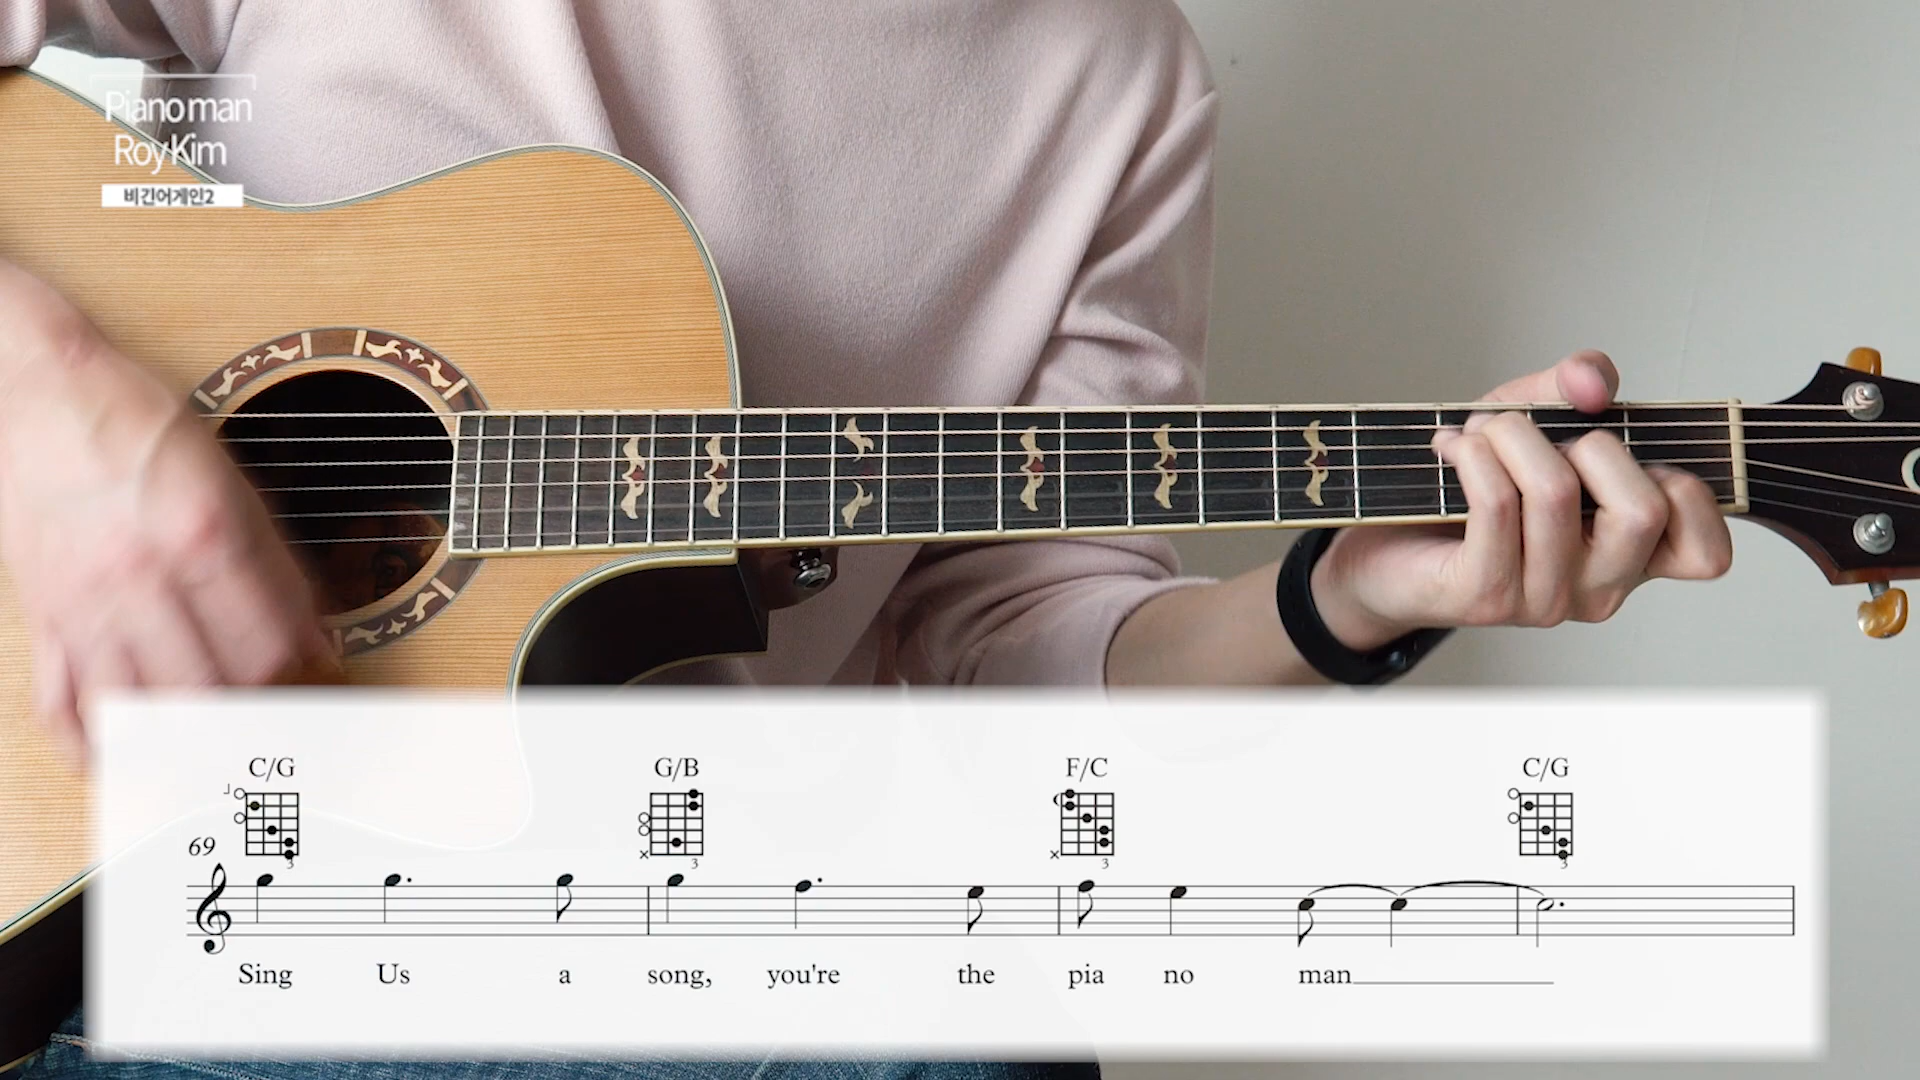 Piano man
Roy Kim
비긴어게인2
C/G G/B F/C C/G
3 3 3 3
69
Sing Us a song, you're the pia no man